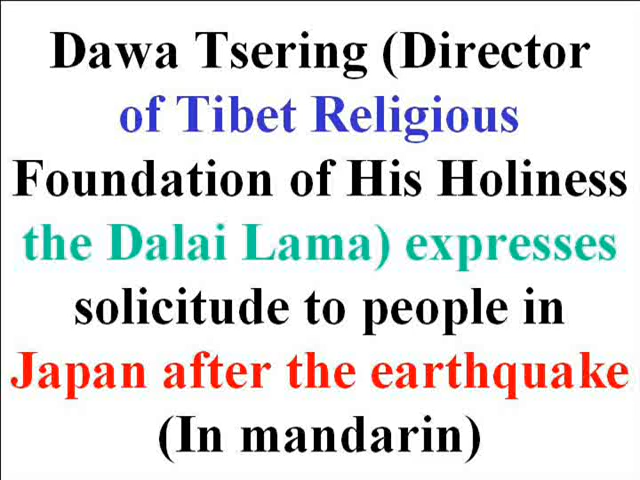 Dawa Tsering (Director
of Tibet Religious
Foundation of His Holiness
the Dalai Lama) expresses
solicitude to people in
Japan after the earthquake
(In mandarin)